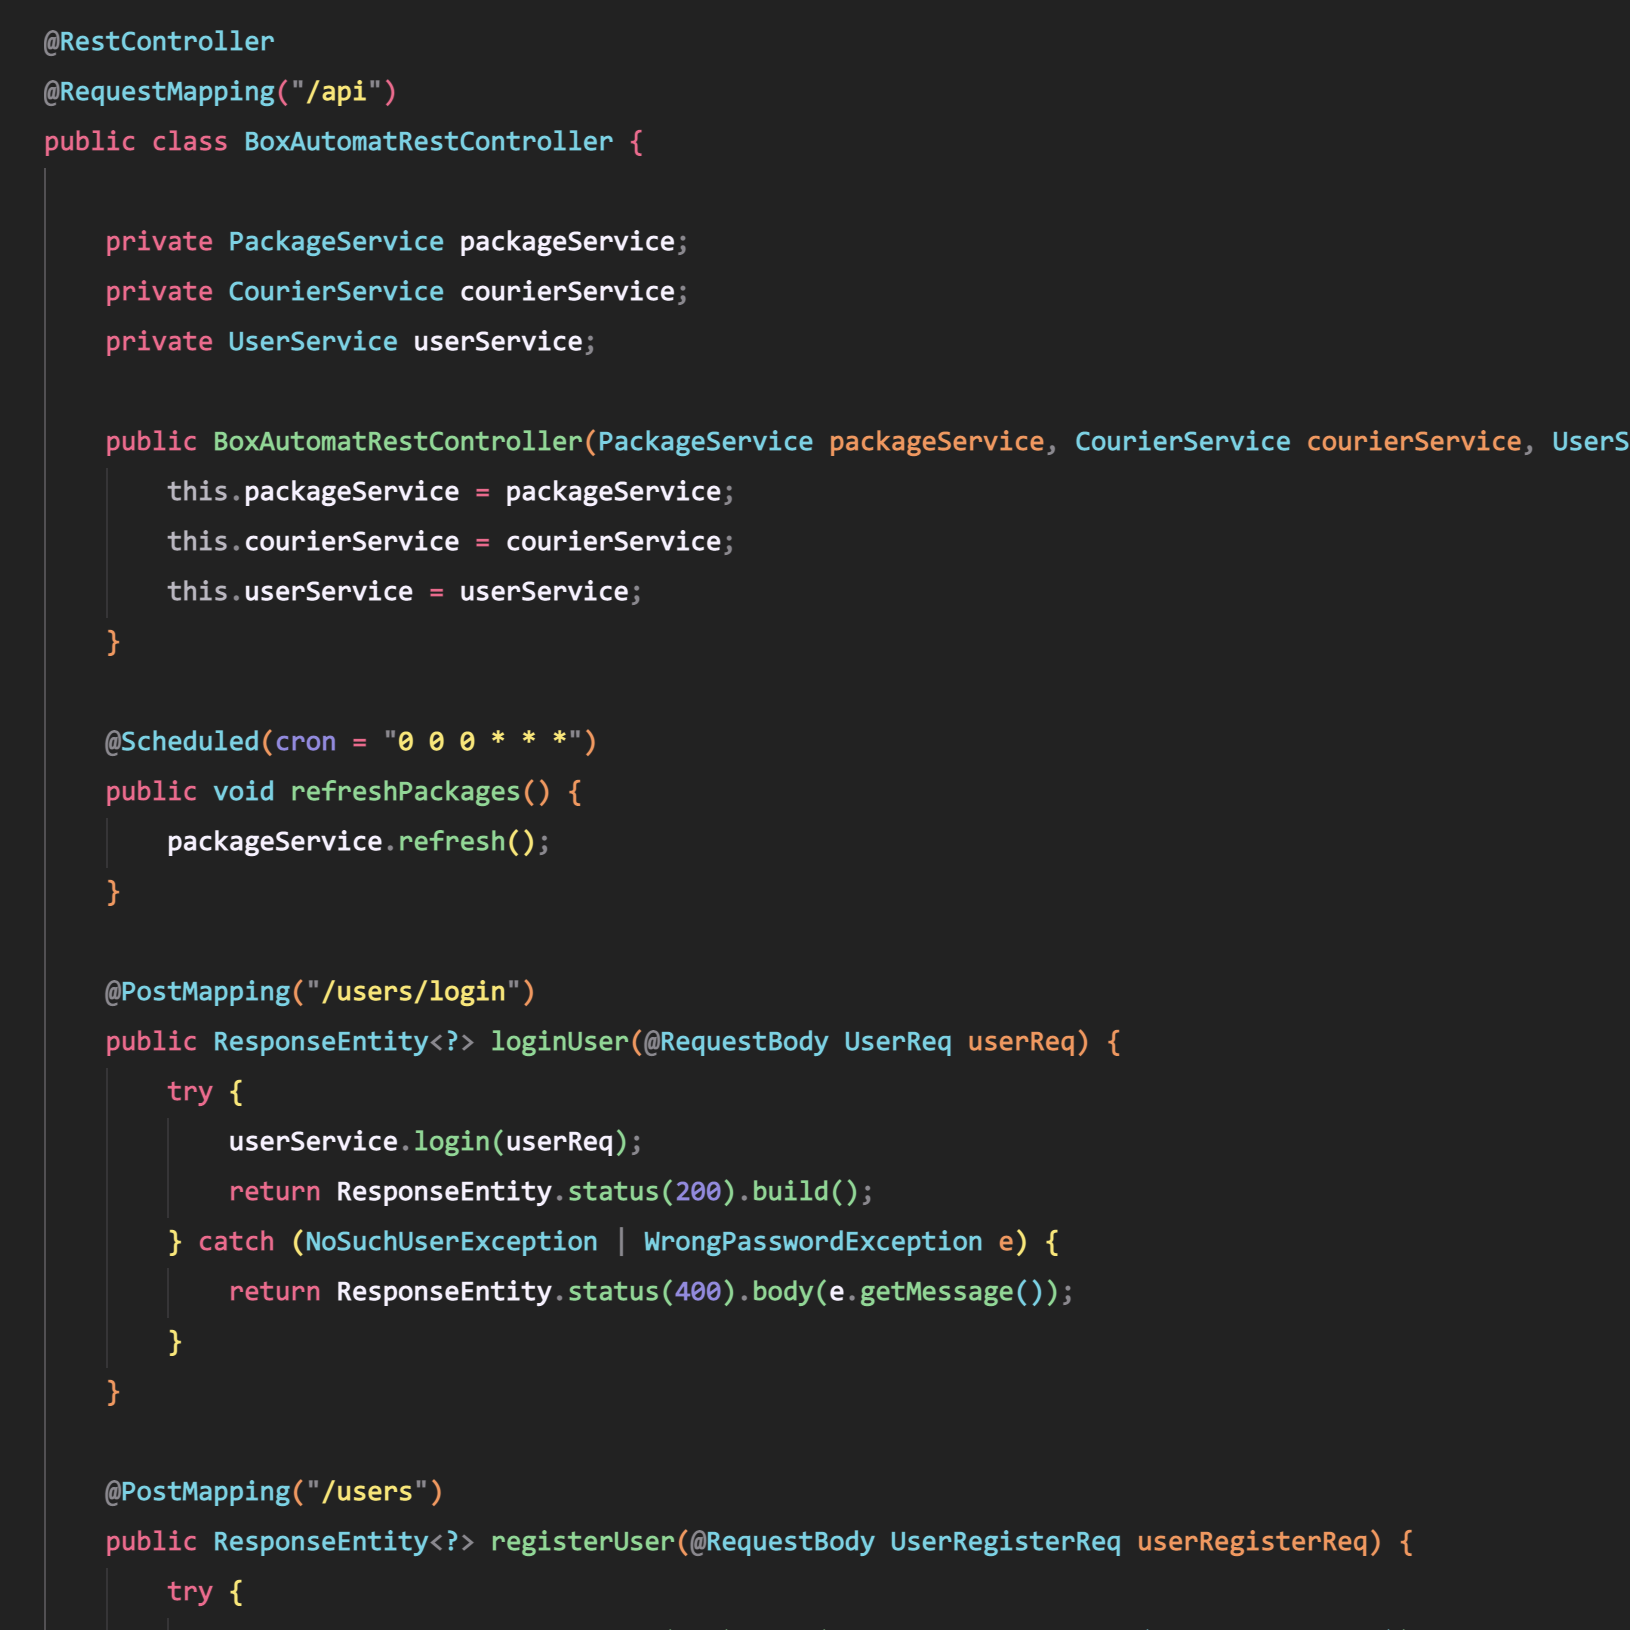 @RestController
@RequestMapping("/api")
public class BoxAutomatRestController {
private PackageService packageService;
private CourierService courierService;
private UserService userService;
public BoxAutomatRestController(PackageService packageService, CourierService courierService, UserS
this.packageService = packageService;
this.courierService = courierService;
this.userService = userService;
}
@Scheduled(cron = "0 0 0 * * *")
public void refreshPackages() {
packageService.refresh();
}
@PostMapping("/users/login")
public ResponseEntity<?> loginUser(@RequestBody UserReq userReq) {
try {
userService.login(userReq);
return ResponseEntity.status(200).build();
} catch (NoSuchUserException | WrongPasswordException e) {
return ResponseEntity.status(400).body(e.getMessage());
}
}
@PostMapping("/users")
public ResponseEntity<?> registerUser(@RequestBody UserRegisterReq userRegisterReq) {
try {